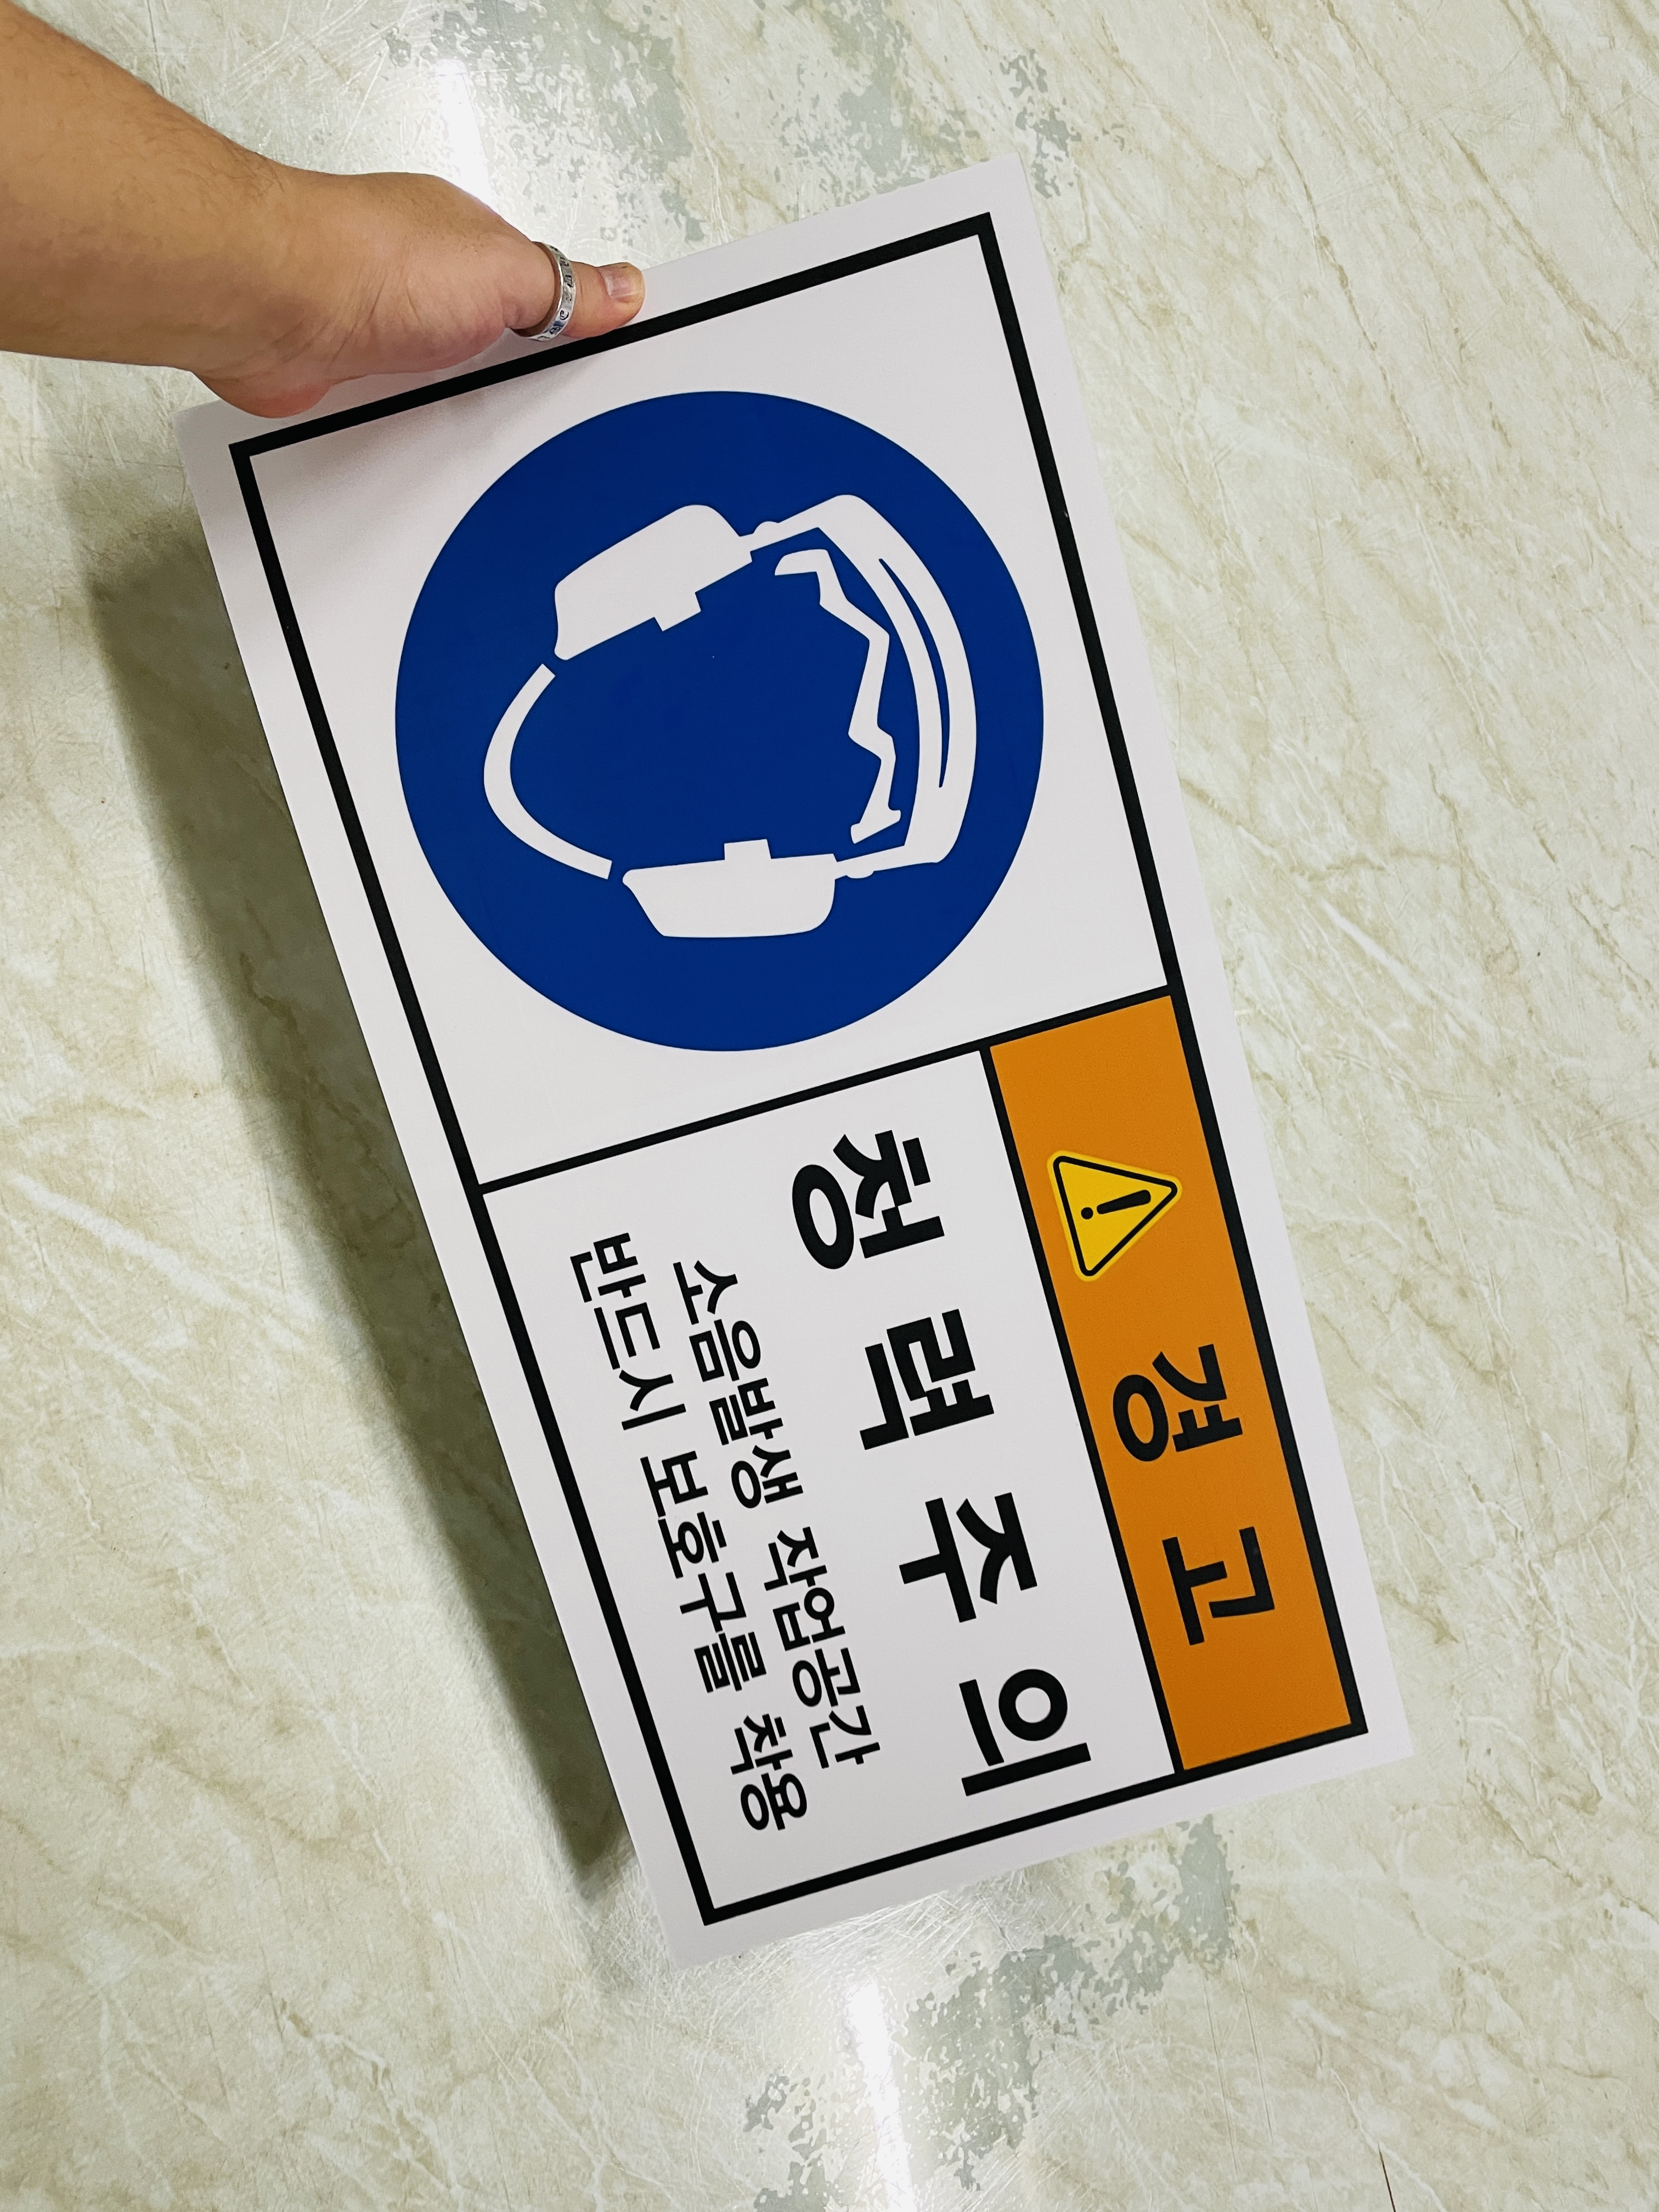 경 고
청 력 주 의
소음발생 작업공간
반드시 보호구를 착용